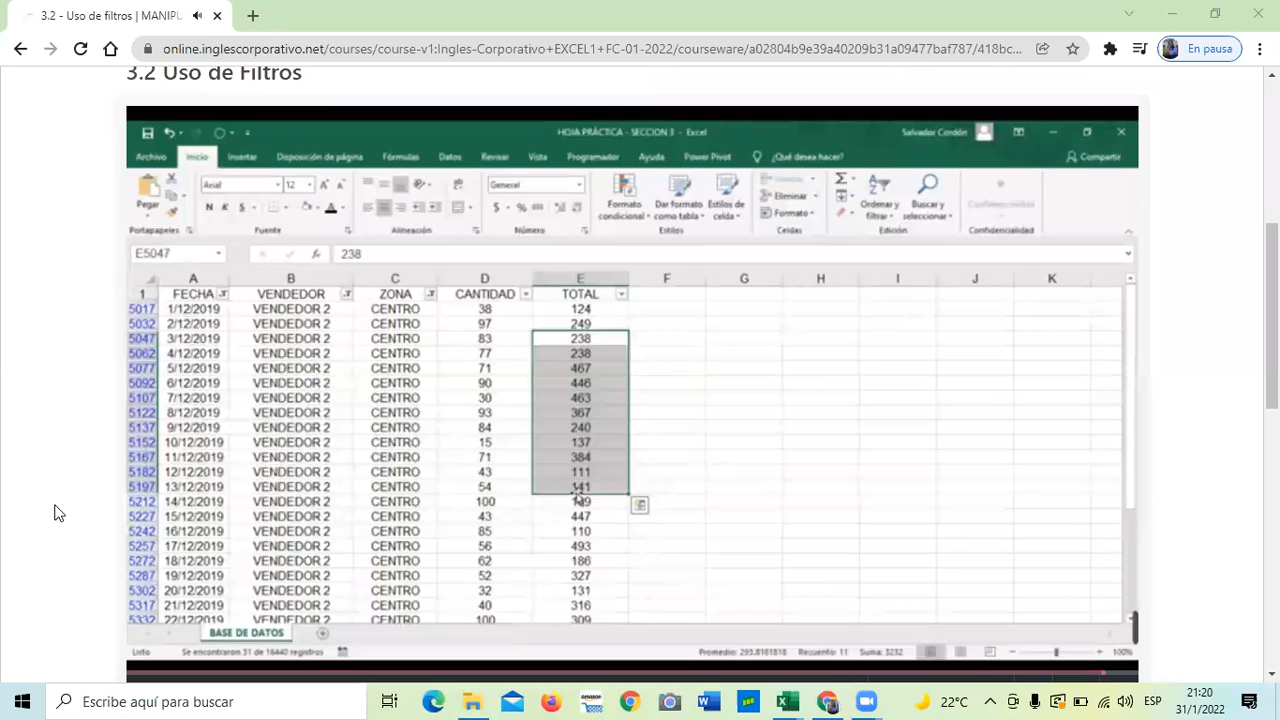 3.2 - Uso de filtros | MANIPU
online.inglescorporativo.net/courses/course-v1:Ingles-Corporativo+EXCEL1+FC-01-2022/courseware/a02804b9e39a40209b31a09477baf787/418bc...
En pausa
3.2 Uso de Filtros
HOJA PRÁCTICA - SECCION 3 - Excel
Salvador Cordón
Archivo Inicio Insertar Disposición de página Fórmulas Datos Revisar Vista Programador Ayuda Power Pivot ¿Qué desea hacer? Compartir
Arial 12 General
Pegar N K S Formato condicional Dar formato como tabla Estilos de celda Eliminar Formato Ordenar y filtrar Buscar y seleccionar Confidencialidad
Portapapeles Fuente Alineación Número Estilos Celdas Edición Confidencialidad
E5047 fx 238
A B C D E F G H I J K
1 FECHA VENDEDOR ZONA CANTIDAD TOTAL
5017 1/12/2019 VENDEDOR 2 CENTRO 38 124
5032 2/12/2019 VENDEDOR 2 CENTRO 97 249
5047 3/12/2019 VENDEDOR 2 CENTRO 83 238
5062 4/12/2019 VENDEDOR 2 CENTRO 77 238
5077 5/12/2019 VENDEDOR 2 CENTRO 71 467
5092 6/12/2019 VENDEDOR 2 CENTRO 90 446
5107 7/12/2019 VENDEDOR 2 CENTRO 30 463
5122 8/12/2019 VENDEDOR 2 CENTRO 93 367
5137 9/12/2019 VENDEDOR 2 CENTRO 84 240
5152 10/12/2019 VENDEDOR 2 CENTRO 15 137
5167 11/12/2019 VENDEDOR 2 CENTRO 71 384
5182 12/12/2019 VENDEDOR 2 CENTRO 43 111
5197 13/12/2019 VENDEDOR 2 CENTRO 54 141
5212 14/12/2019 VENDEDOR 2 CENTRO 100
5227 15/12/2019 VENDEDOR 2 CENTRO 43 447
5242 16/12/2019 VENDEDOR 2 CENTRO 85 110
5257 17/12/2019 VENDEDOR 2 CENTRO 56 493
5272 18/12/2019 VENDEDOR 2 CENTRO 62 186
5287 19/12/2019 VENDEDOR 2 CENTRO 52 327
5302 20/12/2019 VENDEDOR 2 CENTRO 32 131
5317 21/12/2019 VENDEDOR 2 CENTRO 40 316
5332 22/12/2019 VENDEDOR 2 CENTRO 100 309
BASE DE DATOS
Listo Se encontraron 31 de 16440 registros Promedio: 293.8181818 Recuento: 11 Suma: 3232 100%
Escribe aquí para buscar
amazon
22°C
ESP
21:20
31/1/2022